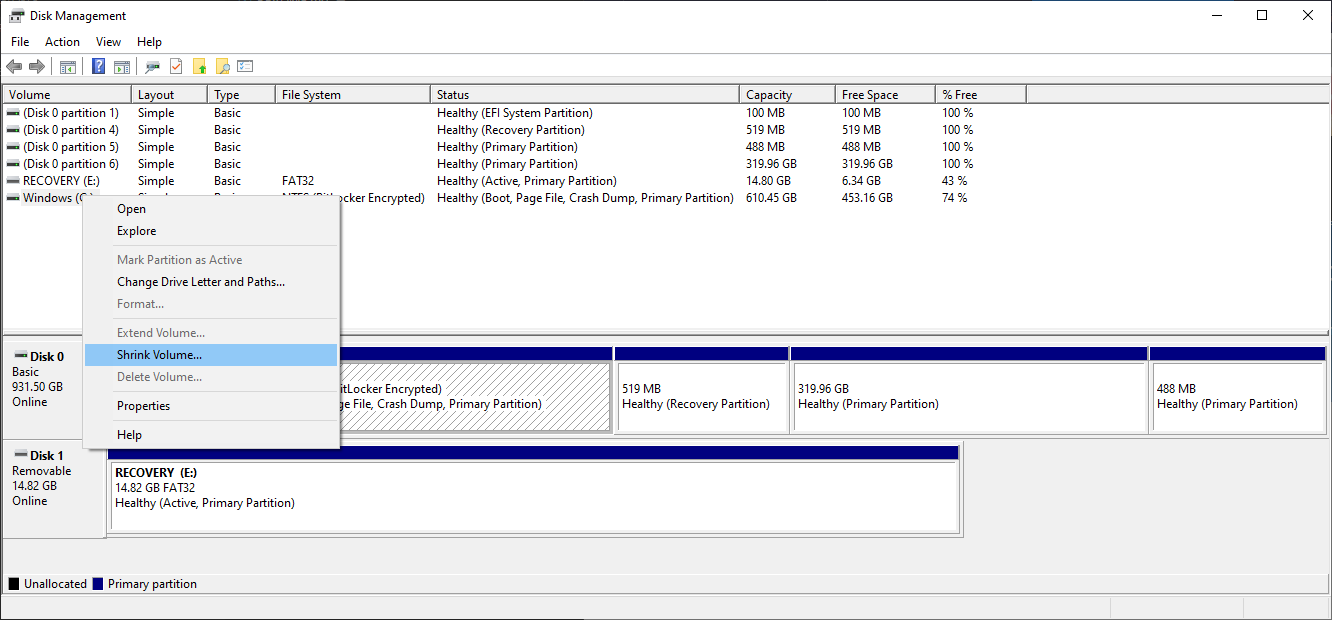 Disk Management
File Action View Help
Volume Layout Type File System Status Capacity Free Space % Free
(Disk 0 partition 1) Simple Basic Healthy (EFI System Partition) 100 MB 100 MB 100 %
(Disk 0 partition 4) Simple Basic Healthy (Recovery Partition) 519 MB 519 MB 100 %
(Disk 0 partition 5) Simple Basic Healthy (Primary Partition) 488 MB 488 MB 100 %
(Disk 0 partition 6) Simple Basic Healthy (Primary Partition) 319.96 GB 319.96 GB 100 %
RECOVERY (E:) Simple Basic FAT32 Healthy (Active, Primary Partition) 14.80 GB 6.34 GB 43 %
Windows (C:) Encrypted) Healthy (Boot, Page File, Crash Dump, Primary Partition) 610.45 GB 453.16 GB 74 %
Open
Explore
Mark Partition as Active
Change Drive Letter and Paths...
Format...
Extend Volume...
Shrink Volume...
Delete Volume...
Properties
Help
Disk 0
Basic
931.50 GB
Online
itLocker Encrypted)
ge File, Crash Dump, Primary Partition)
519 MB
Healthy (Recovery Partition)
319.96 GB
Healthy (Primary Partition)
488 MB
Healthy (Primary Partition)
Disk 1
Removable
14.82 GB
Online
RECOVERY (E:)
14.82 GB FAT32
Healthy (Active, Primary Partition)
Unallocated Primary partition